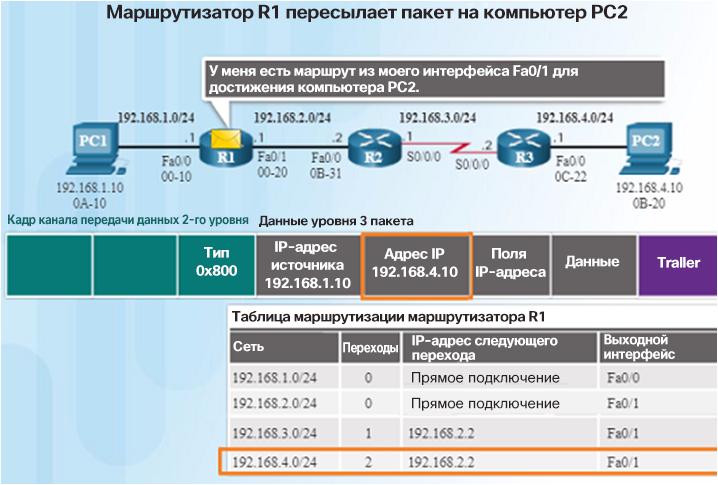 Маршрутизатор R1 пересылает пакет на компьютер PC2
У меня есть маршрут из моего интерфейса Fa0/1 для
достижения компьютера PC2.
192.168.1.0/24 192.168.2.0/24 192.168.3.0/24 192.168.4.0/24
PC1 .1 R1 .1 .2 R2 .1 .2 R3 .1 PC2
Fa0/0 Fa0/1 Fa0/0 S0/0/0 S0/0/0 Fa0/0
00-10 00-20 0B-31 0C-22
192.168.1.10 192.168.4.10
0A-10 0B-20
Кадр канала передачи данных 2-го уровня Данные уровня 3 пакета
Тип
0x800
IP-адрес
источника
192.168.1.10
Адрес IP
192.168.4.10
Поля
IP-адреса
Данные
Traller
Таблица маршрутизации маршрутизатора R1
Сеть Переходы IP-адрес следующего
перехода Выходной
интерфейс
192.168.1.0/24 0 Прямое подключение Fa0/0
192.168.2.0/24 0 Прямое подключение Fa0/1
192.168.3.0/24 1 192.168.2.2 Fa0/1
192.168.4.0/24 2 192.168.2.2 Fa0/1